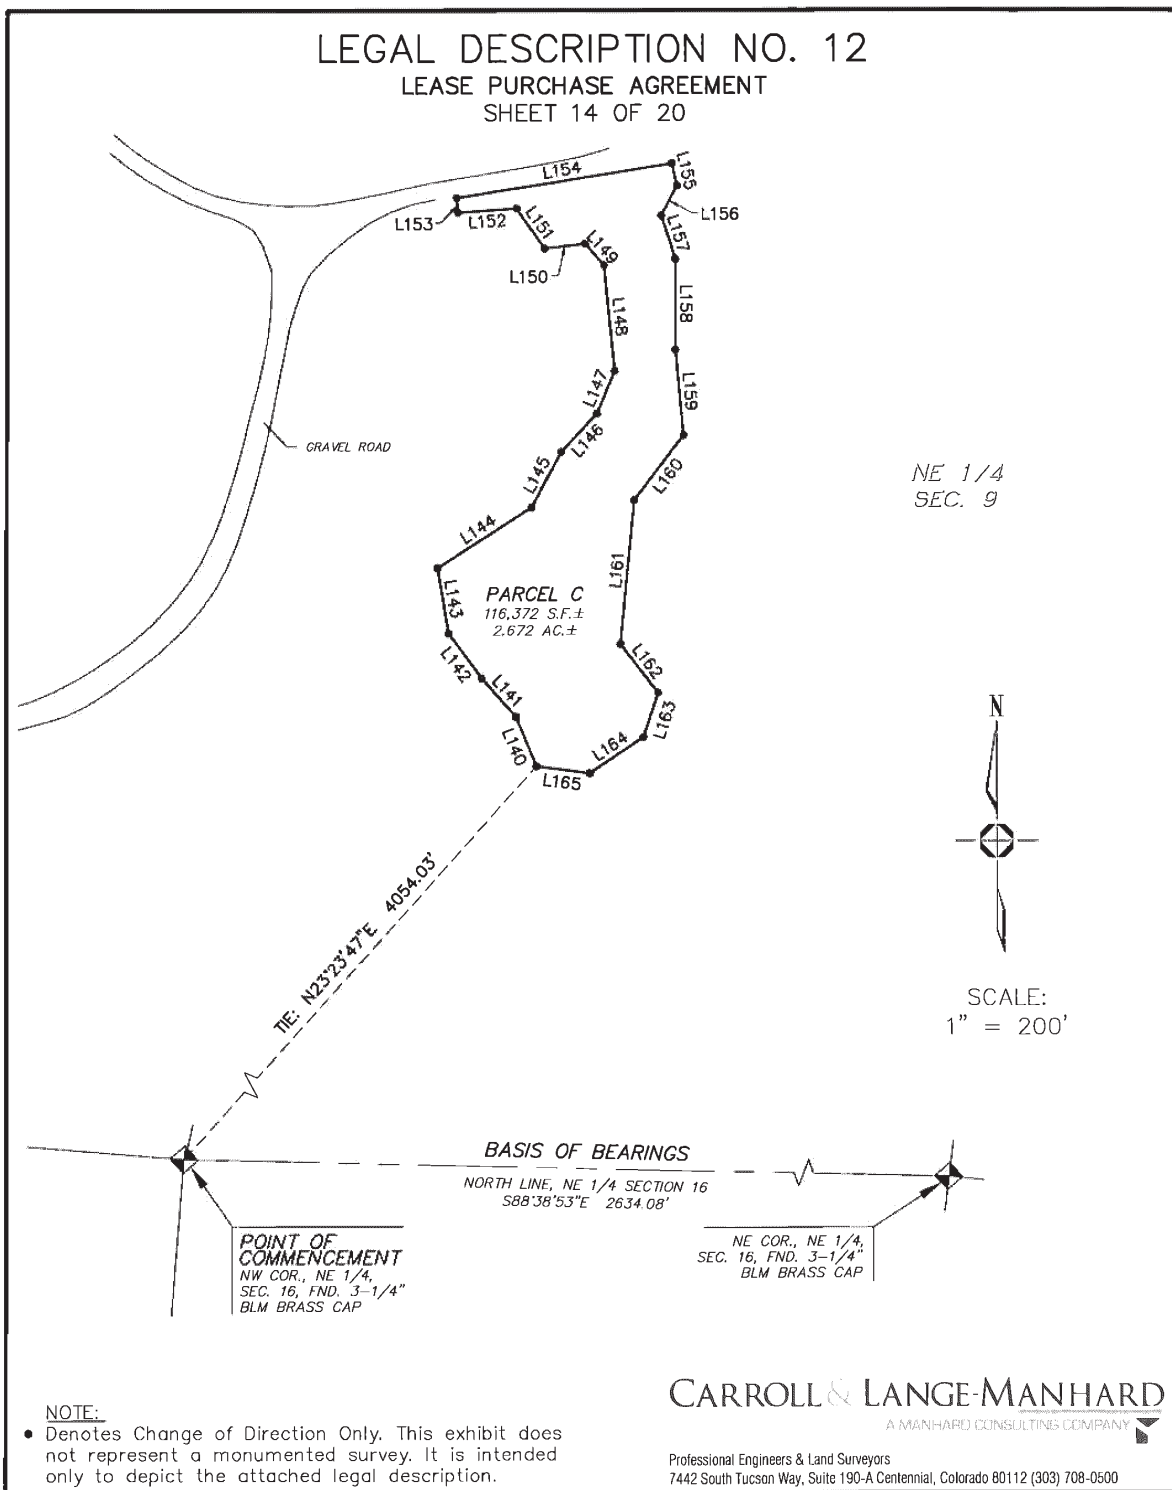 LEGAL DESCRIPTION NO. 12
LEASE PURCHASE AGREEMENT
SHEET 14 OF 20
L154
L155
L153
L152
L151
L156
L149
L157
L150
L148
L158
L147
L159
L146
GRAVEL ROAD
L145
L160
NE 1/4
SEC. 9
L144
L161
PARCEL C
116,372 S.F.±
2.672 AC.±
L143
L142
L162
L141
L163
L140
L164
L165
N
TIE: N23°23'47"E 4054.03'
SCALE:
1" = 200'
BASIS OF BEARINGS
NORTH LINE, NE 1/4 SECTION 16
S88°38'53"E 2634.08'
POINT OF
COMMENCEMENT
NW COR., NE 1/4,
SEC. 16, FND. 3-1/4"
BLM BRASS CAP
NE COR., NE 1/4,
SEC. 16, FND. 3-1/4"
BLM BRASS CAP
NOTE:
• Denotes Change of Direction Only. This exhibit does
not represent a monumented survey. It is intended
only to depict the attached legal description.
CARROLL & LANGE-MANHARD
A MANHARD CONSULTING COMPANY
Professional Engineers & Land Surveyors
7442 South Tucson Way, Suite 190-A Centennial, Colorado 80112 (303) 708-0500